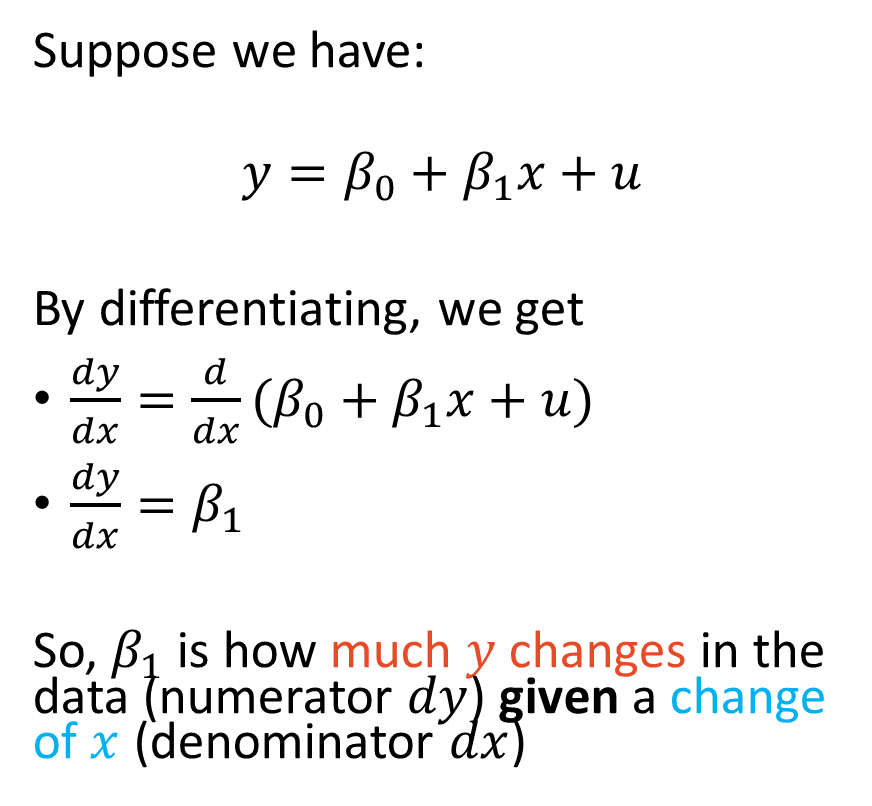 Suppose we have:
y = β₀ + β₁x + u
By differentiating, we get
• dy/dx = d/dx (β₀ + β₁x + u)
• dy/dx = β₁
So, β₁ is how much y changes in the
data (numerator dy) given a change
of x (denominator dx)